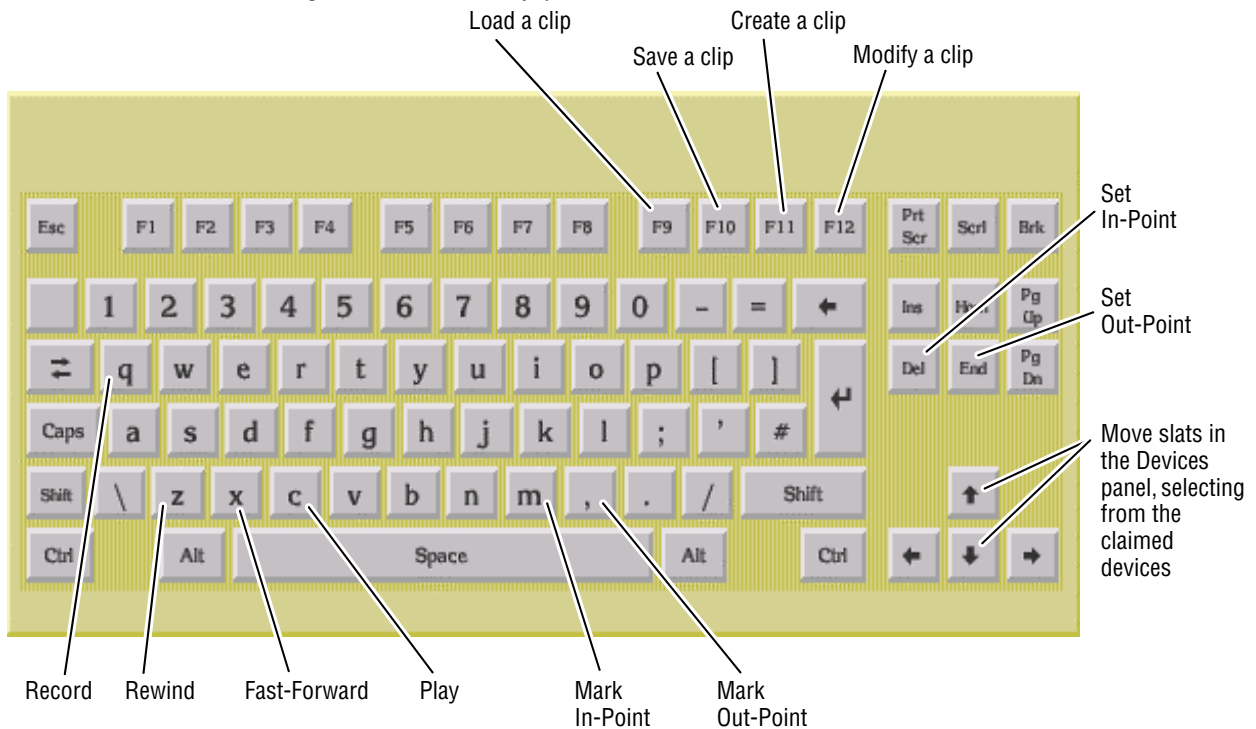 Load a clip
Create a clip
Save a clip
Modify a clip
Set
In-Point
Esc F1 F2 F3 F4 F5 F6 F7 F8 F9 F10 F11 F12 Prt Scr Scrl Brk
1 2 3 4 5 6 7 8 9 0 - = Ins Pg Up
Set
Out-Point
q w e r t y u i o p [ ] Del End Pg Dn
Caps a s d f g h j k l ; ' #
Shift \ z x c v b n m , . / Shift
Ctrl Alt Space Alt Ctrl
Move slats in
the Devices
panel, selecting
from the
claimed
devices
Record
Rewind
Fast-Forward
Play
Mark
In-Point
Mark
Out-Point